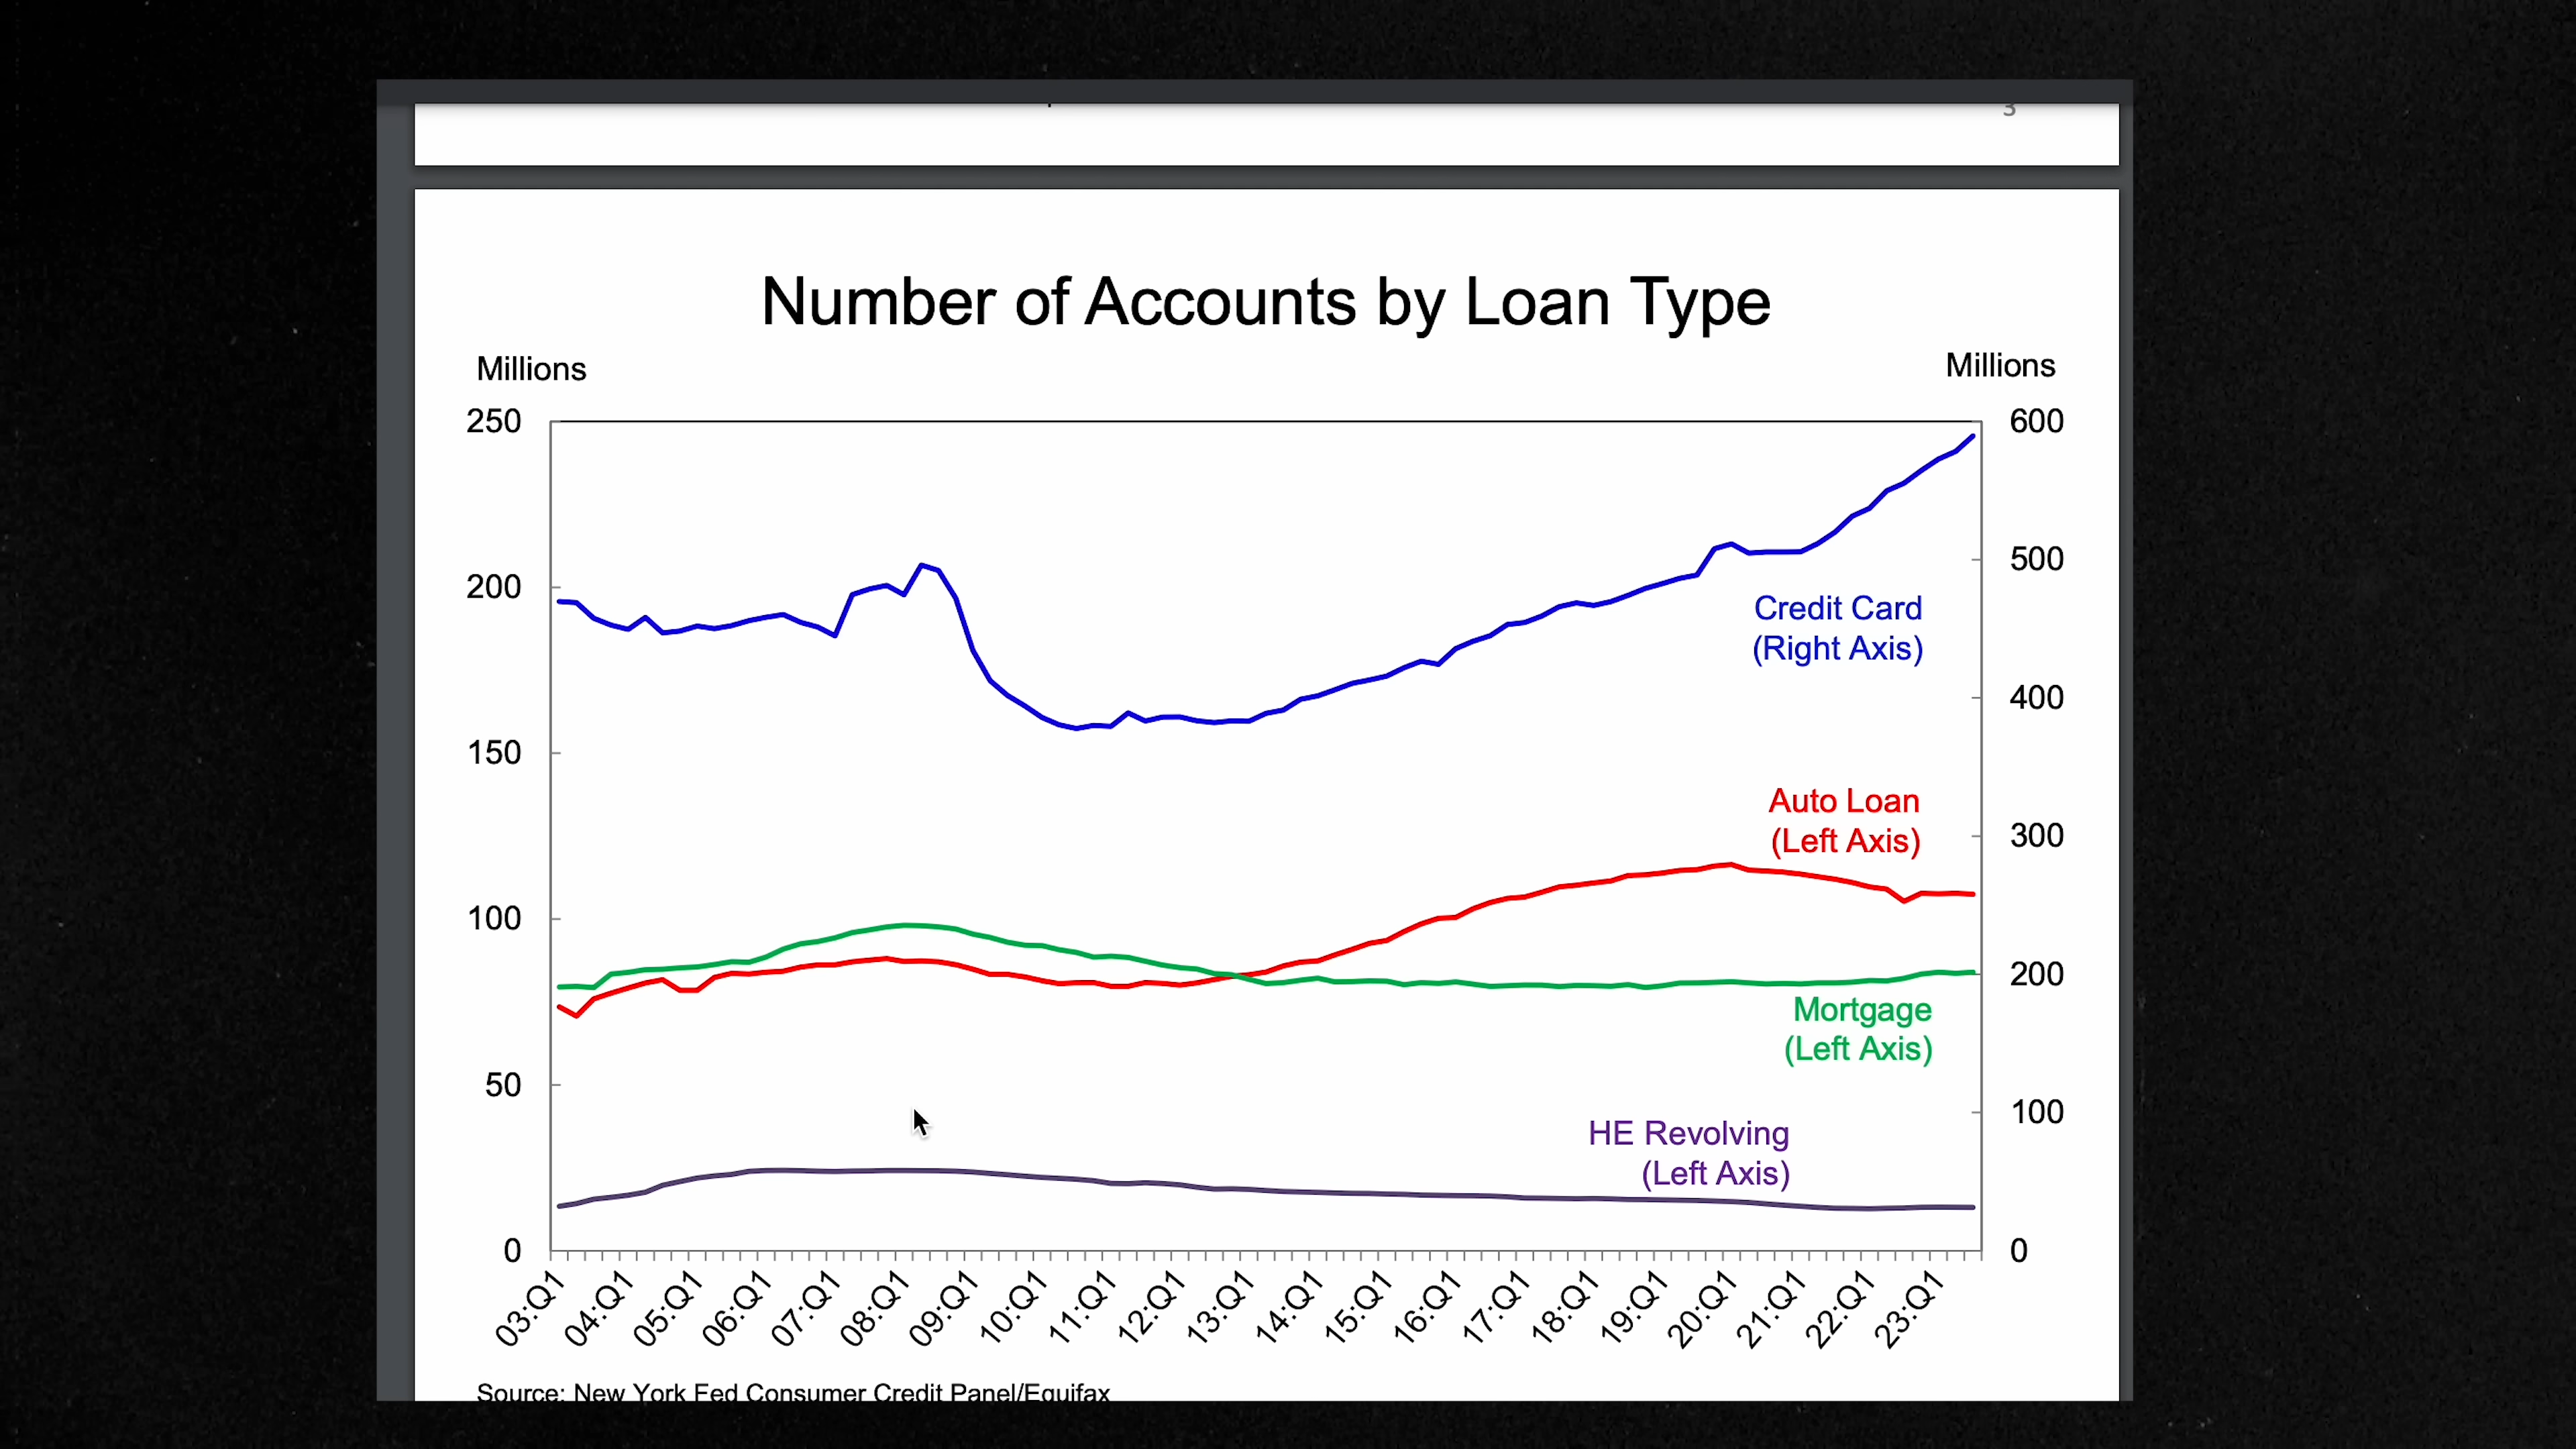 3
Number of Accounts by Loan Type
Millions
Millions
250
600
500
200
Credit Card
(Right Axis)
400
150
Auto Loan
(Left Axis)
300
100
200
Mortgage
(Left Axis)
50
100
HE Revolving
(Left Axis)
0
0
03:Q1
04:Q1
05:Q1
06:Q1
07:Q1
08:Q1
09:Q1
10:Q1
11:Q1
12:Q1
13:Q1
14:Q1
15:Q1
16:Q1
17:Q1
18:Q1
19:Q1
20:Q1
21:Q1
22:Q1
23:Q1
Source: New York Fed Consumer Credit Panel/Equifax